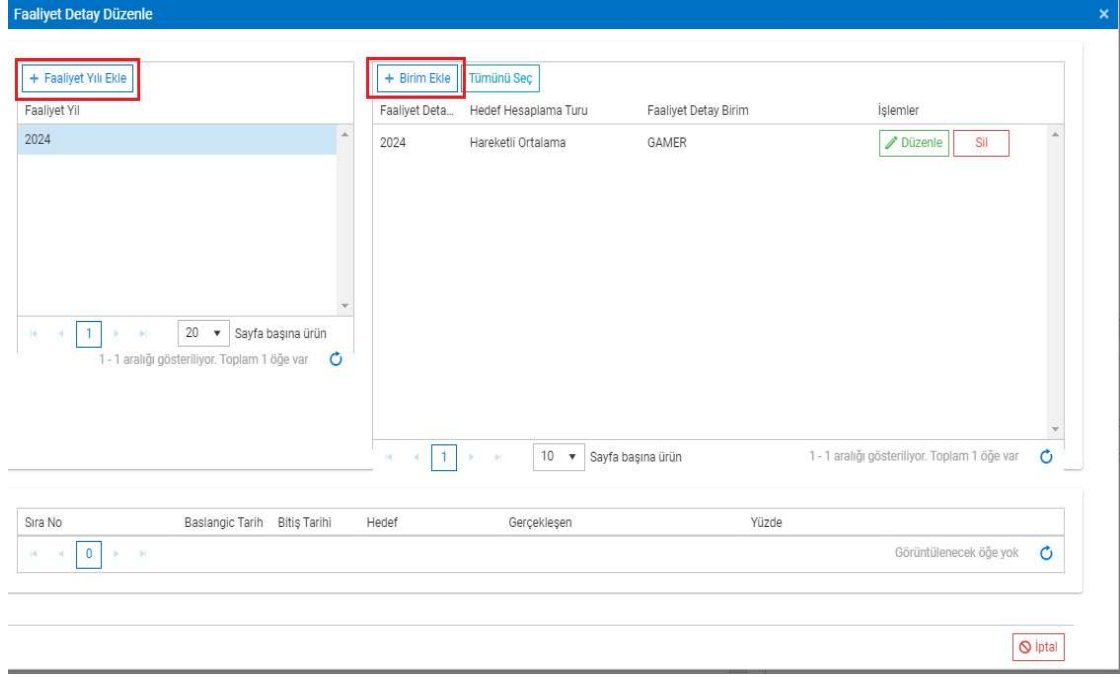 Faaliyet Detay Düzenle
+ Faaliyet Yılı Ekle
Faaliyet Yil
2024
1
20 Sayfa başına ürün
1 - 1 aralığı gösteriliyor. Toplam 1 öğe var
+ Birim Ekle Tümünü Seç
Faaliyet Deta... Hedef Hesaplama Turu Faaliyet Detay Birim İşlemler
2024 Hareketli Ortalama GAMER Düzenle Sil
1 10 Sayfa başına ürün 1 - 1 aralığı gösteriliyor. Toplam 1 öğe var
Sıra No Baslangic Tarih Bitiş Tarihi Hedef Gerçekleşen Yüzde
0 Görüntülenecek öğe yok
İptal